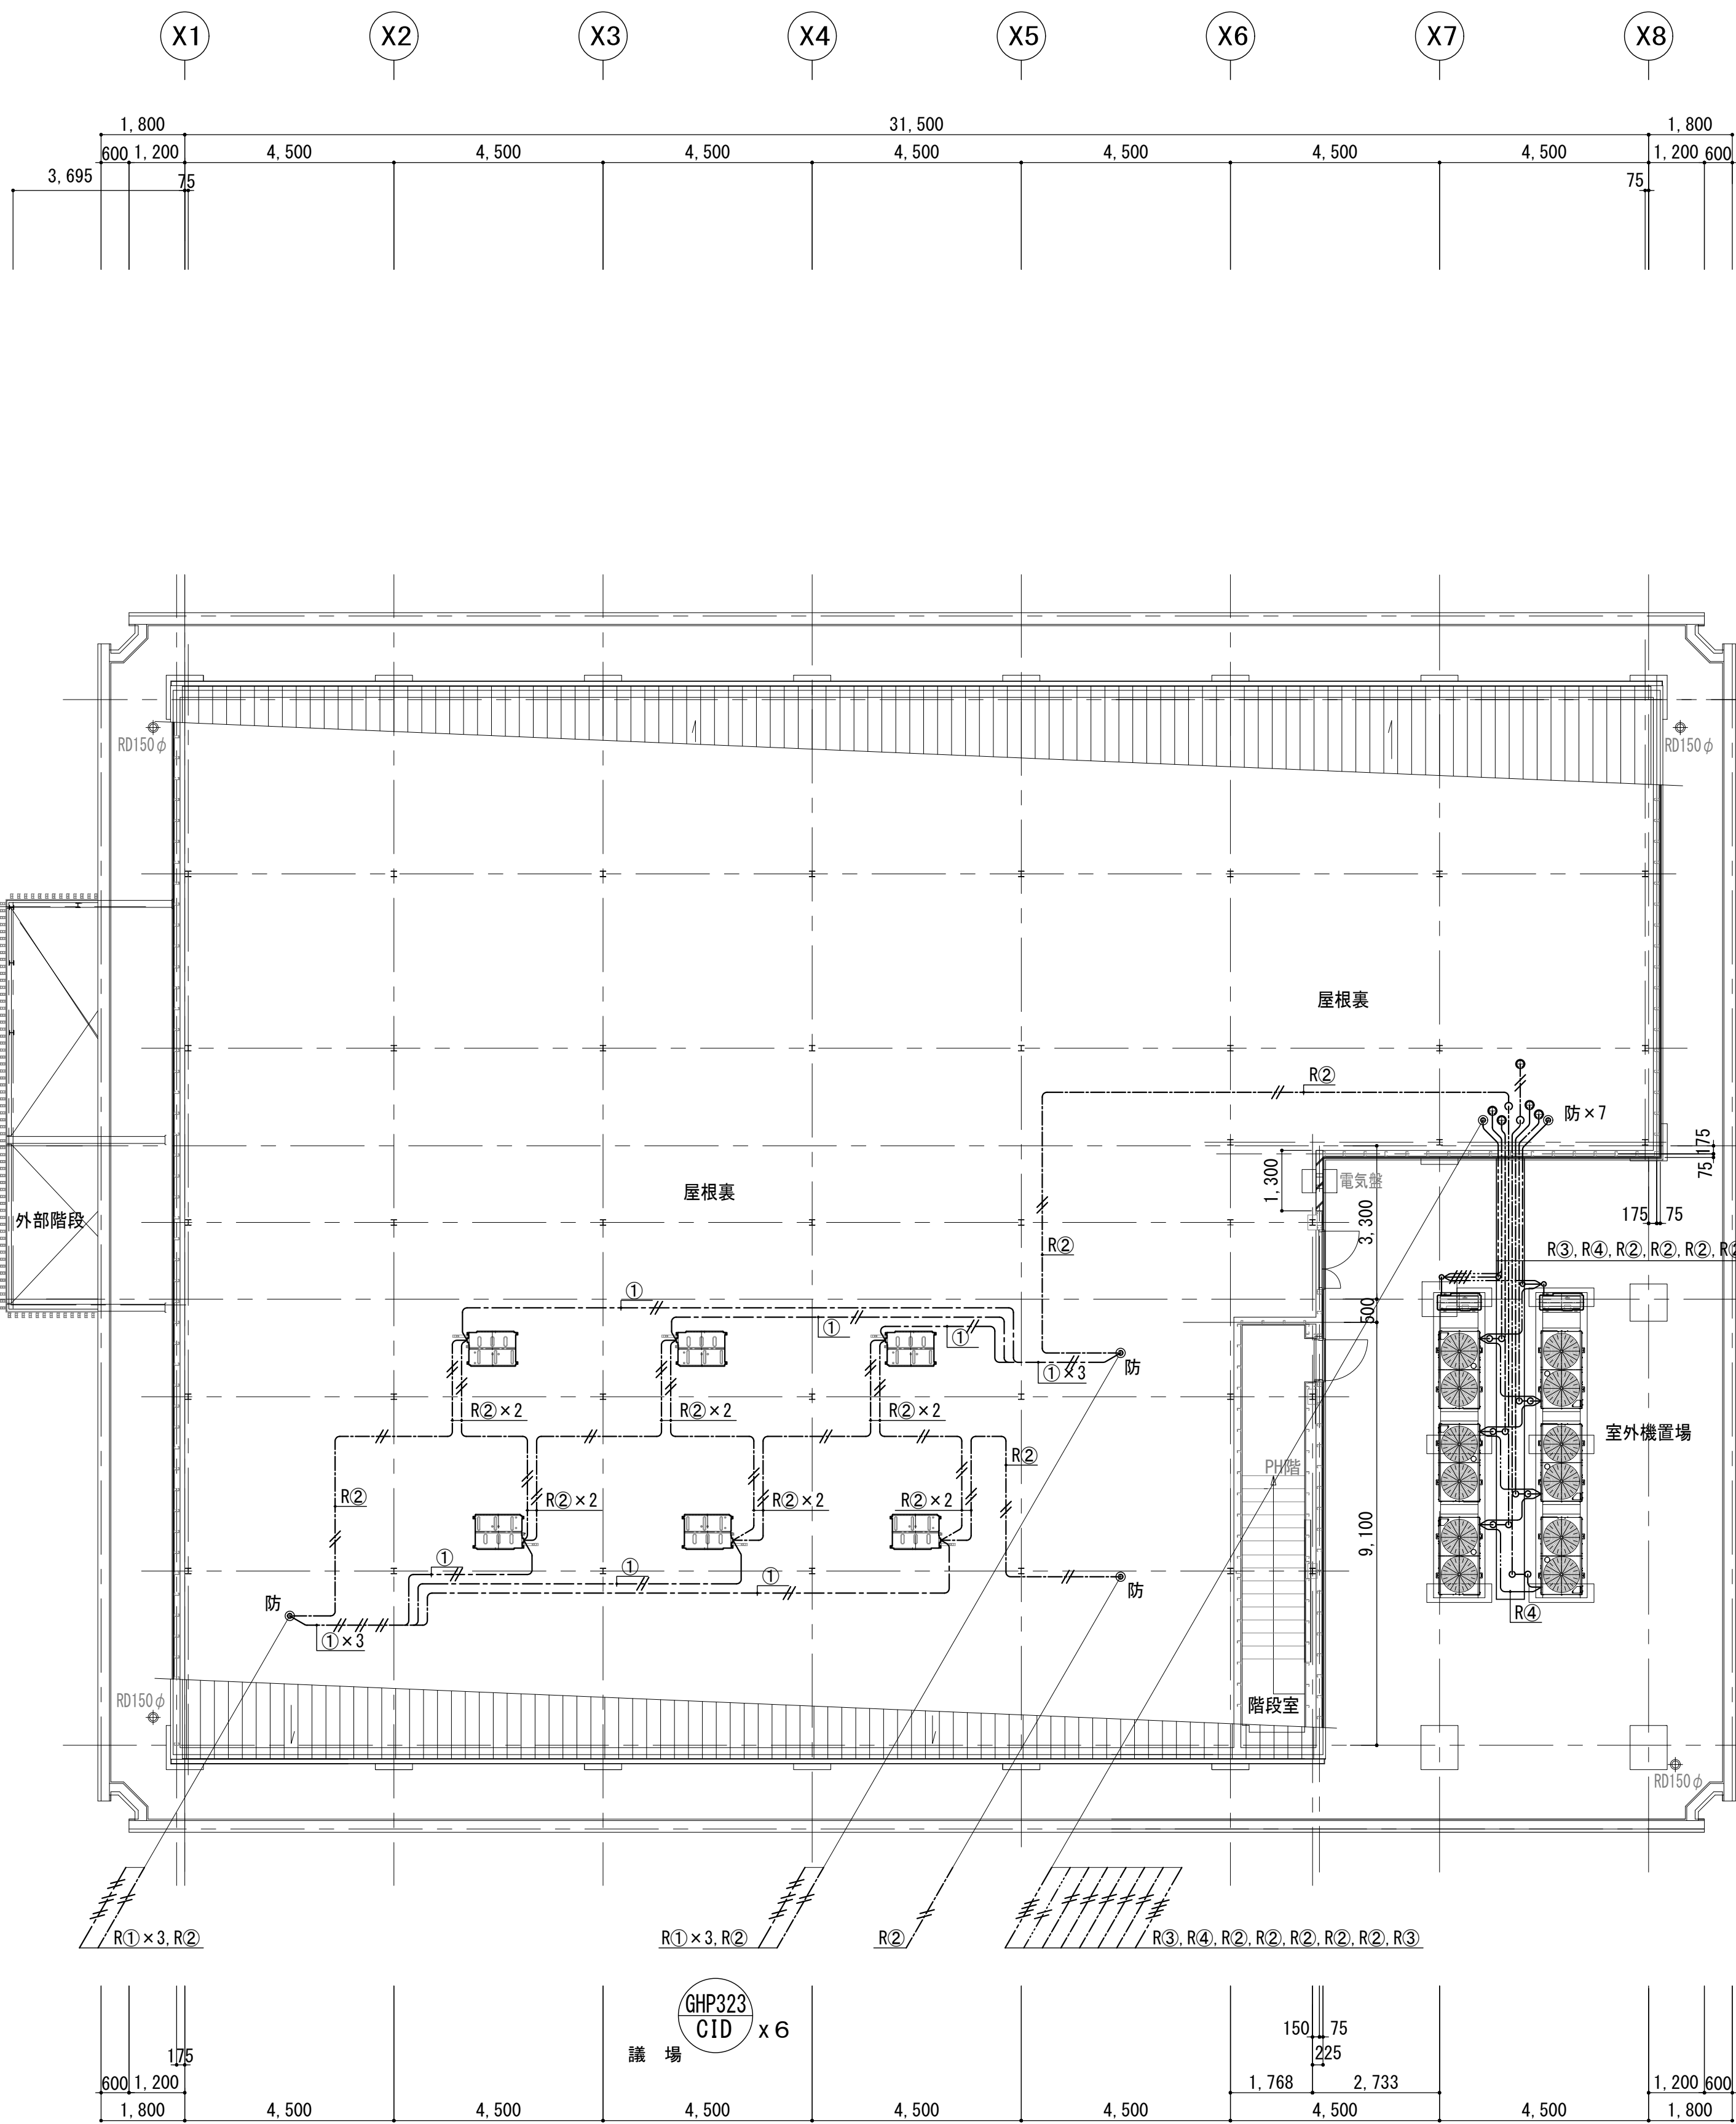 X1 X2 X3 X4 X5 X6 X7 X8
1,800 31,500 1,800
600 1,200 4,500 4,500 4,500 4,500 4,500 4,500 4,500 1,200 600
3,695 75 75
RD150φ RD150φ
屋根裏
R②
防×7
175
75
電気盤
1,300
屋根裏
3,300
外部階段
R②
175 75
R③,R④,R②,R②,R②
①
①
①
500
①×3
防
R②×2 R②×2 R②×2
室外機置場
R②
PH階
R②
R②×2 R②×2 R②×2
9,100
①
①
①
防
防
R④
①×3
RD150φ
階段室
RD150φ
R①×3,R② R①×3,R② R② R③,R④,R②,R②,R②,R②,R②,R③
GHP323
CID x6
議 場
150 75
175 225
600 1,200 1,768 2,733 1,200 600
1,800 4,500 4,500 4,500 4,500 4,500 4,500 4,500 1,800